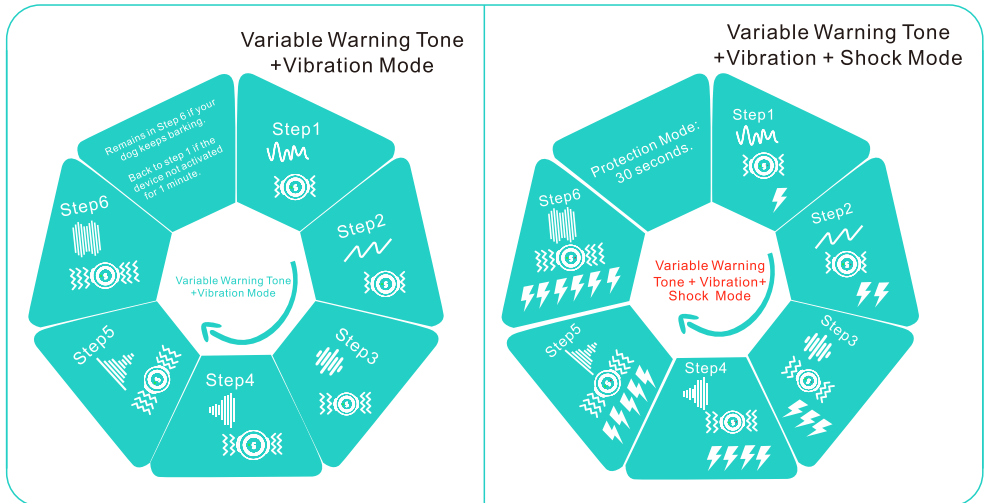 Variable Warning Tone
+Vibration Mode
Remains in Step 6 if your
dog keeps barking.
Back to step 1 if the
device not activated
for 1 minute.
Step1
Step2
Step3
Step4
Step5
Step6
Variable Warning Tone
+Vibration Mode
Variable Warning Tone
+Vibration + Shock Mode
Protection Mode:
30 seconds.
Step1
Step2
Step3
Step4
Step5
Step6
Variable Warning
Tone + Vibration+
Shock Mode